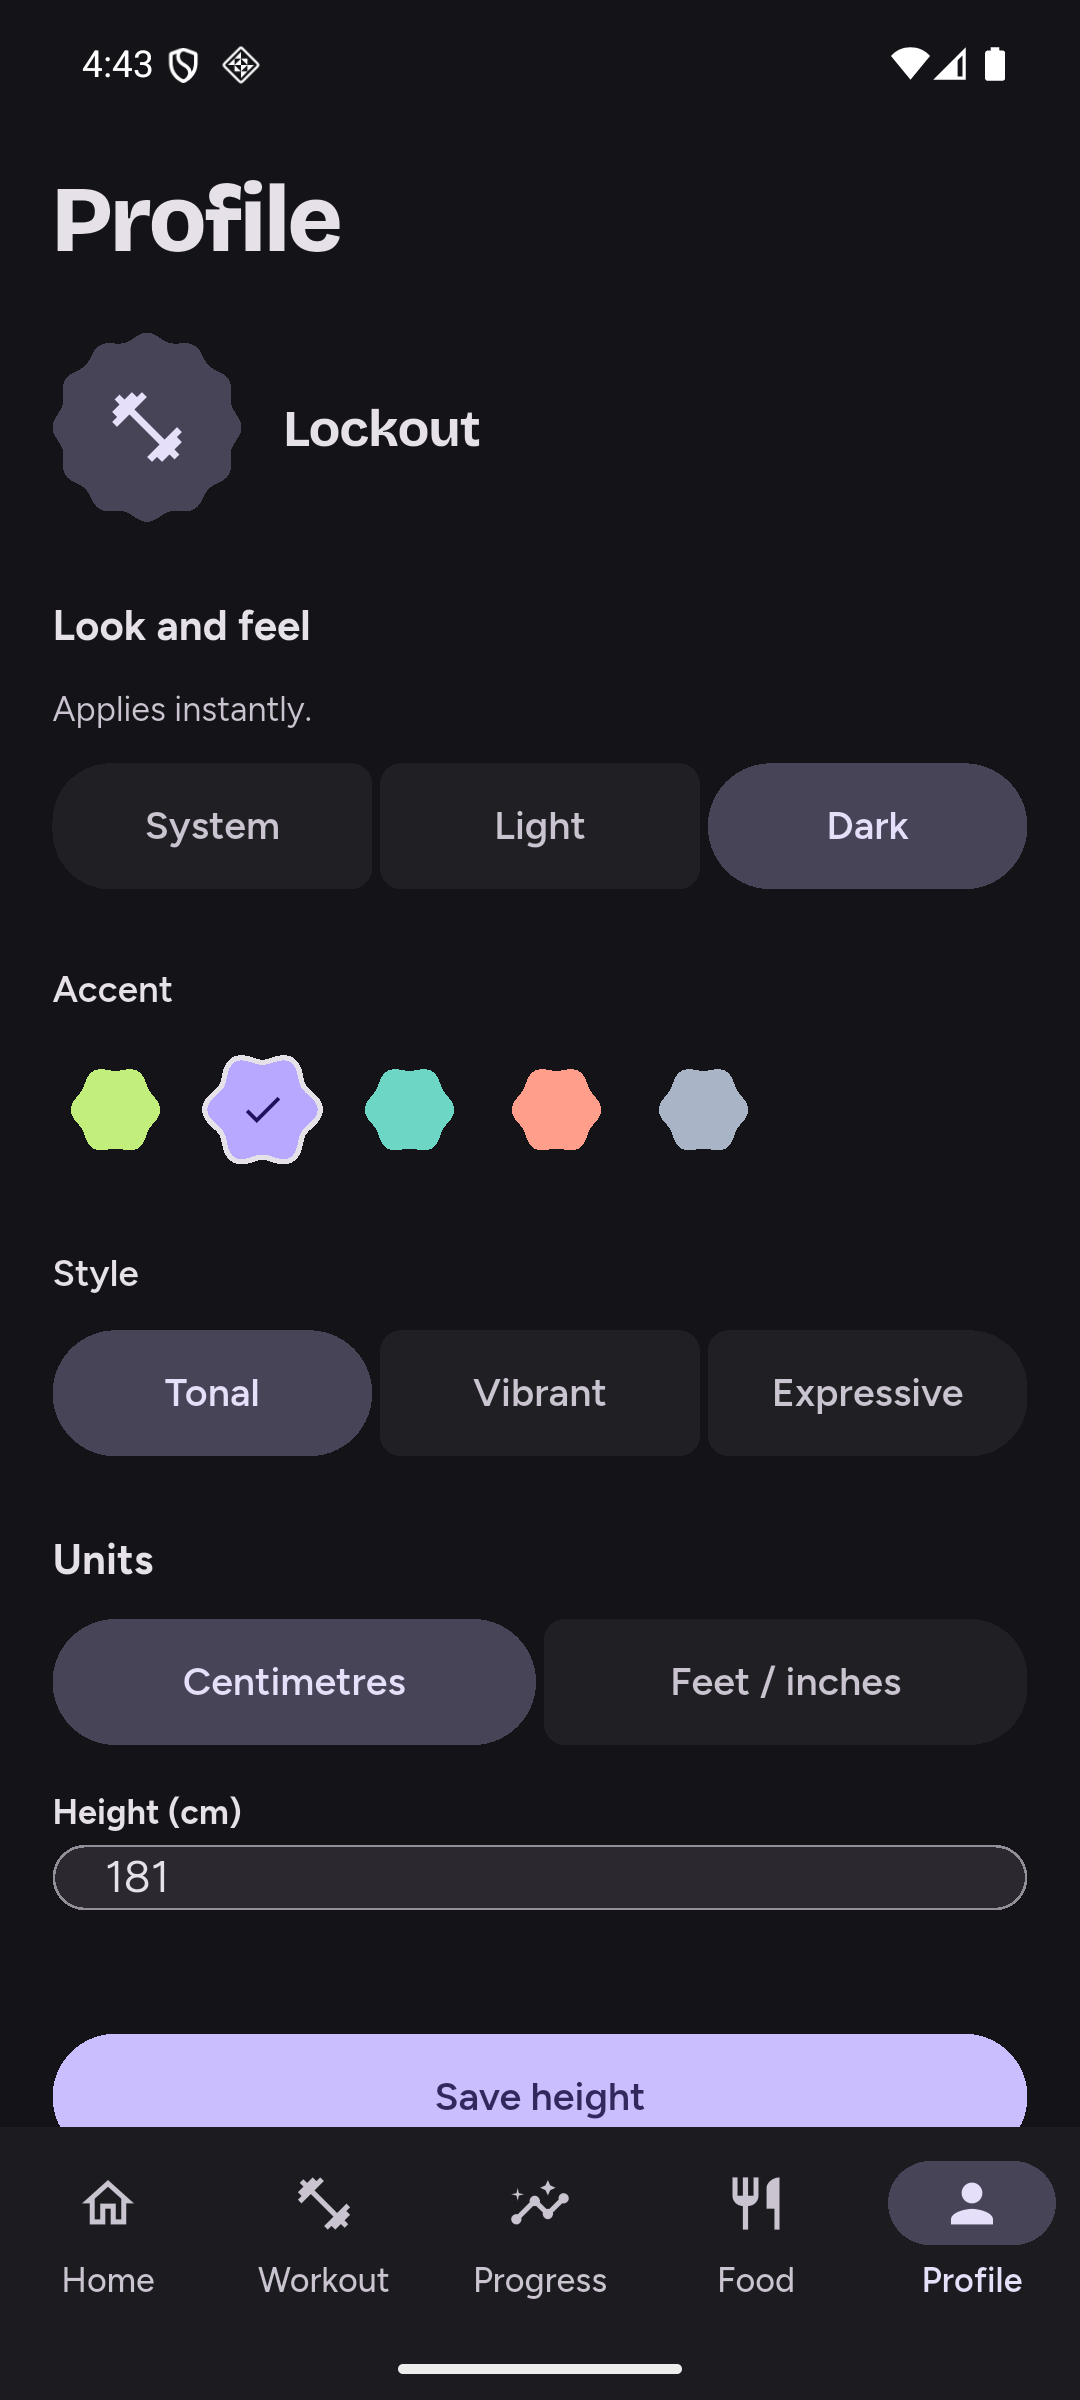 4:43
Profile
Lockout
Look and feel
Applies instantly.
System Light Dark
Accent
Style
Tonal Vibrant Expressive
Units
Centimetres Feet / inches
Height (cm)
181
Save height
Home Workout Progress Food Profile